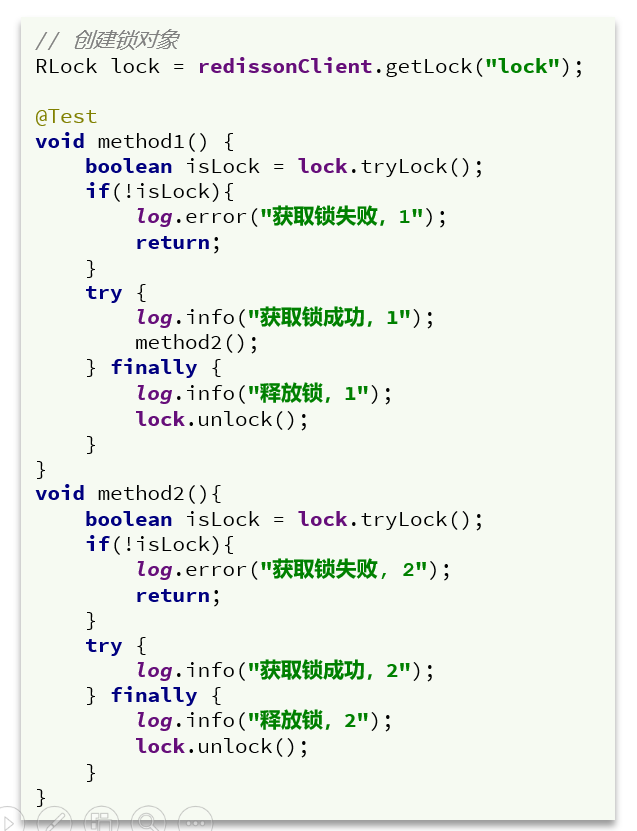 // 创建锁对象
RLock lock = redissonClient.getLock("lock");

@Test
void method1() {
    boolean isLock = lock.tryLock();
    if(!isLock){
        log.error("获取锁失败，1");
        return;
    }
    try {
        log.info("获取锁成功，1");
        method2();
    } finally {
        log.info("释放锁，1");
        lock.unlock();
    }
}
void method2(){
    boolean isLock = lock.tryLock();
    if(!isLock){
        log.error("获取锁失败, 2");
        return;
    }
    try {
        log.info("获取锁成功，2");
    } finally {
        log.info("释放锁，2");
        lock.unlock();
    }
}